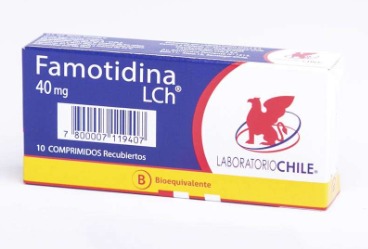 Famotidina
LCh®
40 mg
7 800007 119407
10 COMPRIMIDOS Recubiertos
B Bioequivalente
LABORATORIOCHILE®